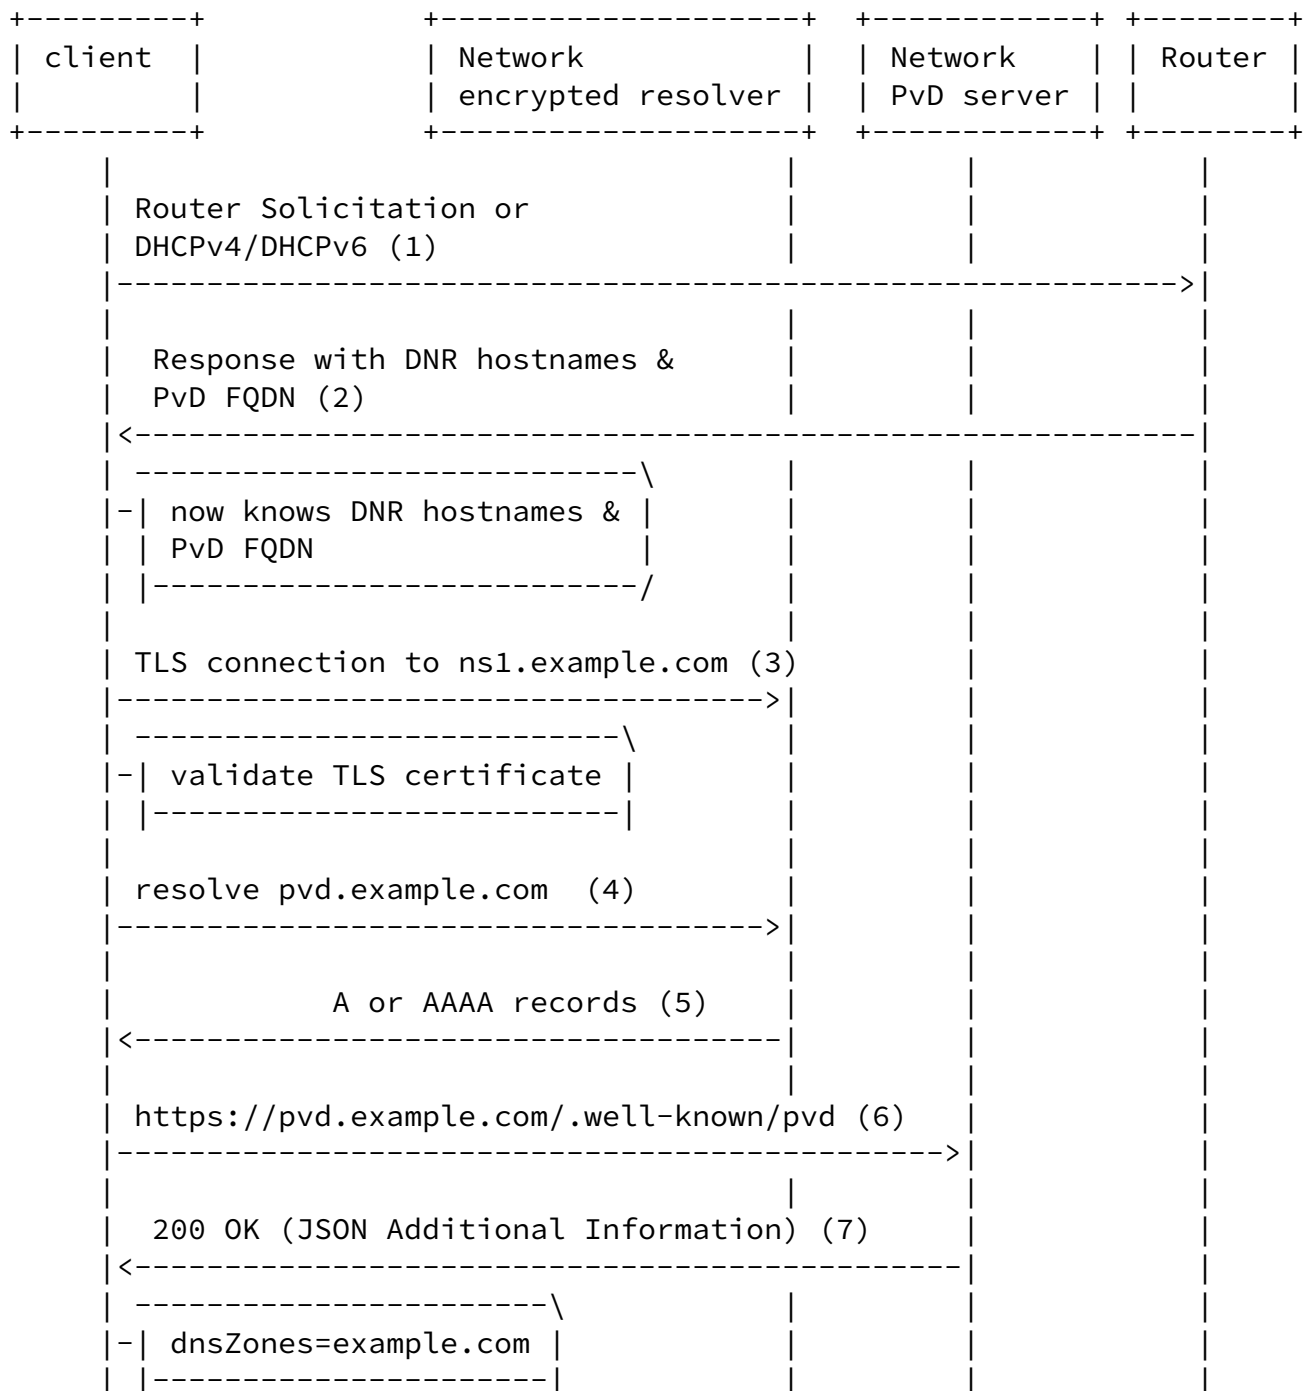 +---------+            +--------------------+  +------------+ +--------+
| client  |            | Network            |  | Network    | | Router |
|         |            | encrypted resolver |  | PvD server | |        |
+---------+            +--------------------+  +------------+ +--------+
     |                                     |         |            |
     | Router Solicitation or              |         |            |
     | DHCPv4/DHCPv6 (1)                   |         |            |
     |----------------------------------------------------------->|
     |                                     |         |            |
     |  Response with DNR hostnames &      |         |            |
     |  PvD FQDN (2)                       |         |            |
     |<-----------------------------------------------------------|
     | ----------------------------\       |         |            |
     |-| now knows DNR hostnames & |       |         |            |
     | | PvD FQDN                  |       |         |            |
     | |---------------------------/       |         |            |
     |                                     |         |            |
     | TLS connection to ns1.example.com (3)         |            |
     |------------------------------------>|         |            |
     | ---------------------------\        |         |            |
     |-| validate TLS certificate |        |         |            |
     | |--------------------------|        |         |            |
     |                                     |         |            |
     | resolve pvd.example.com  (4)        |         |            |
     |------------------------------------>|         |            |
     |                                     |         |            |
     |            A or AAAA records (5)    |         |            |
     |<------------------------------------|         |            |
     |                                     |         |            |
     | https://pvd.example.com/.well-known/pvd (6)   |            |
     |---------------------------------------------->|            |
     |                                     |         |            |
     |  200 OK (JSON Additional Information) (7)     |            |
     |<----------------------------------------------|            |
     | -----------------------\            |         |            |
     |-| dnsZones=example.com |            |         |            |
     | |----------------------|            |         |            |